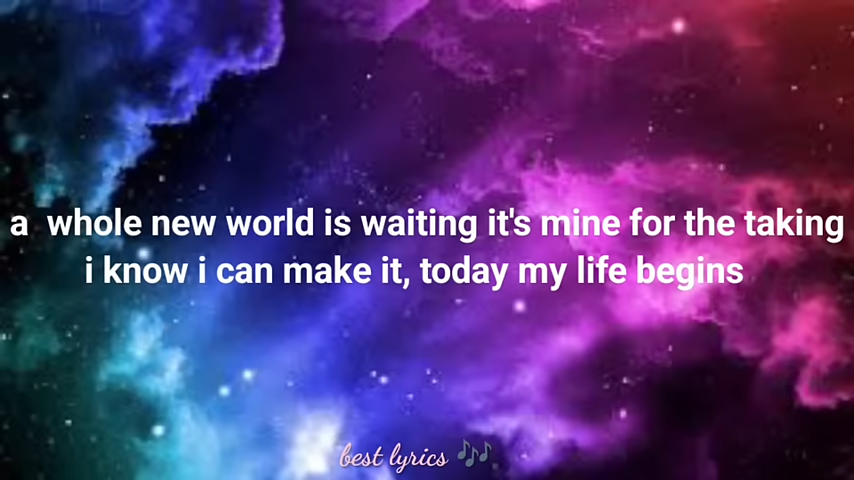 a  whole new world is waiting it's mine for the taking
i know i can make it, today my life begins
best lyrics 🎶